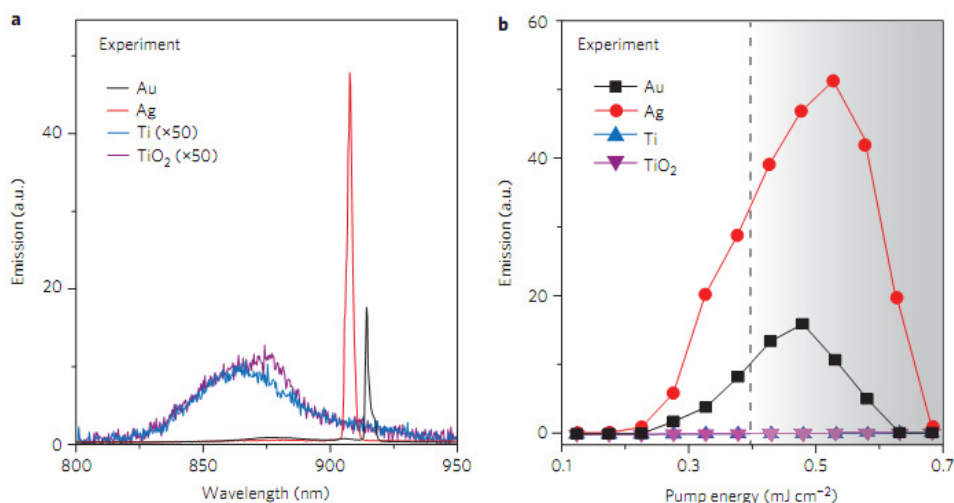 a
Experiment
Au
Ag
Ti (×50)
TiO₂ (×50)
Emission (a.u.)
40
20
0
800
850
900
950
Wavelength (nm)
b
Experiment
Au
Ag
Ti
TiO₂
Emission (a.u.)
60
40
20
0
0.1
0.3
0.5
0.7
Pump energy (mJ cm⁻²)